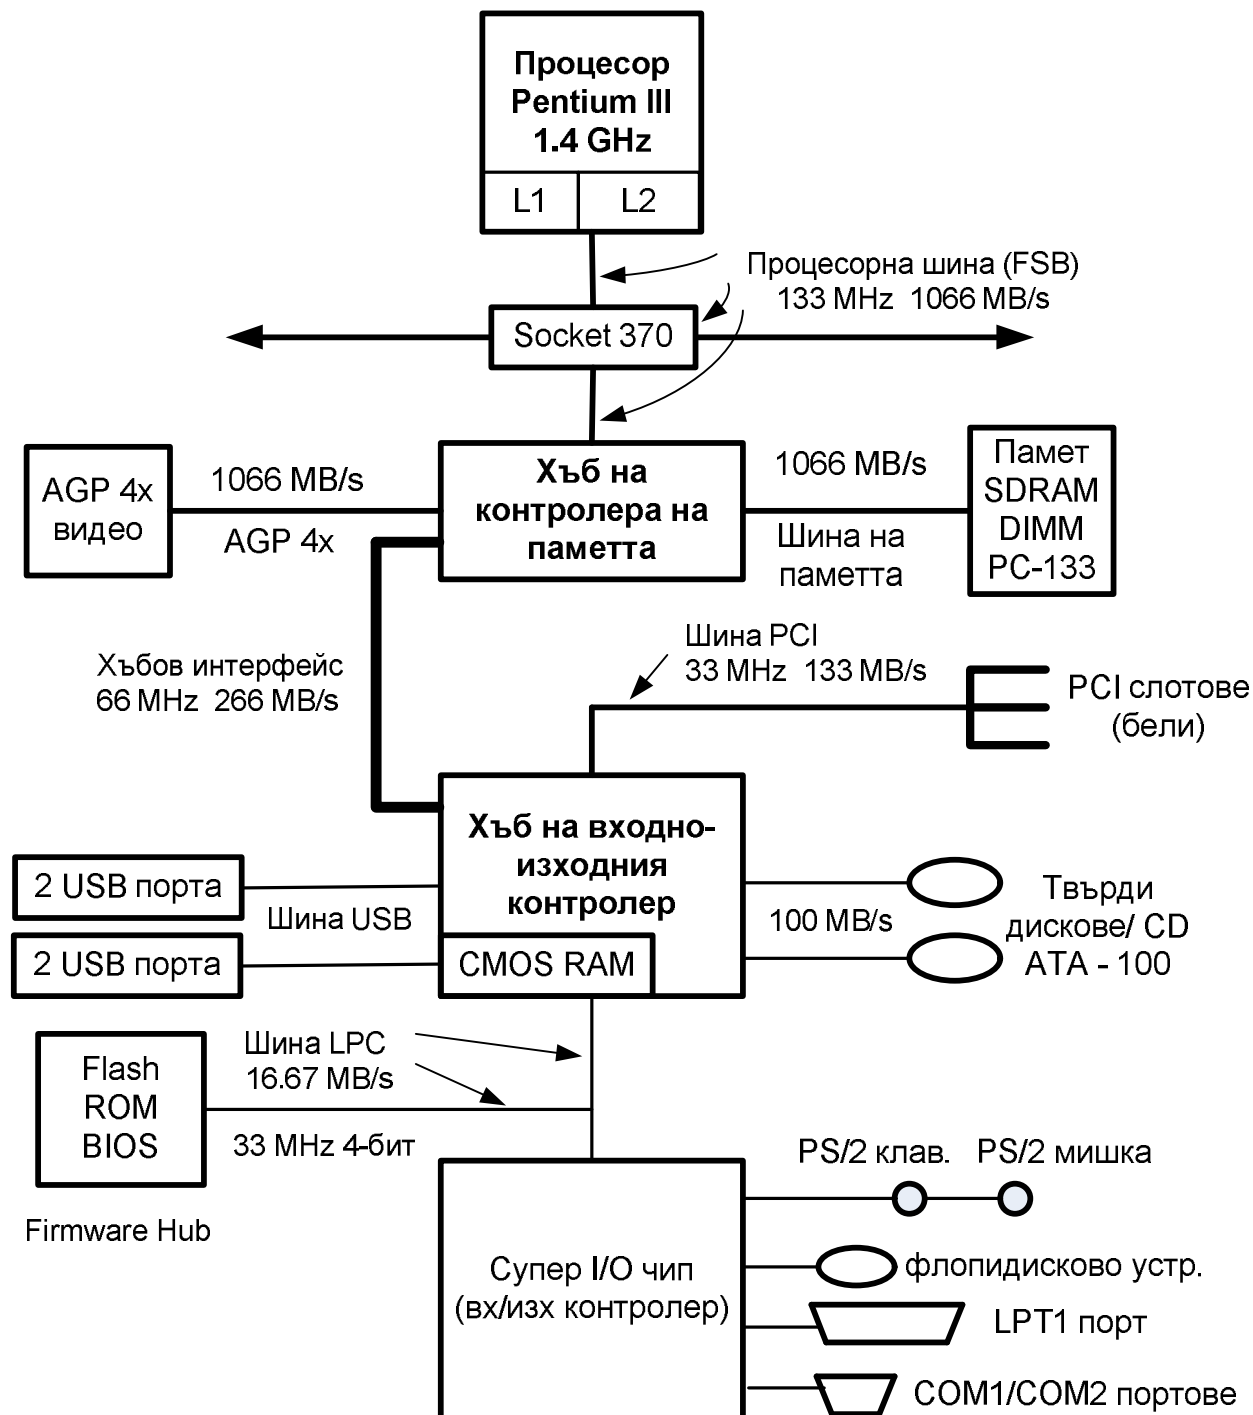 Процесор
Pentium III
1.4 GHz
L1
L2
Процесорна шина (FSB)
133 MHz 1066 MB/s
Socket 370
AGP 4x
видео
1066 MB/s
AGP 4x
Хъб на
контролера на
паметта
1066 MB/s
Шина на
паметта
Памет
SDRAM
DIMM
PC-133
Хъбов интерфейс
66 MHz 266 MB/s
Шина PCI
33 MHz 133 MB/s
PCI слотове
(бели)
Хъб на входно-
изходния
контролер
CMOS RAM
2 USB порта
Шина USB
2 USB порта
100 MB/s
Твърди
дискове/ CD
ATA - 100
Flash
ROM
BIOS
Firmware Hub
Шина LPC
16.67 MB/s
33 MHz 4-бит
Супер I/O чип
(вх/изх контролер)
PS/2 клав.
PS/2 мишка
флопидисково устр.
LPT1 порт
COM1/COM2 портове